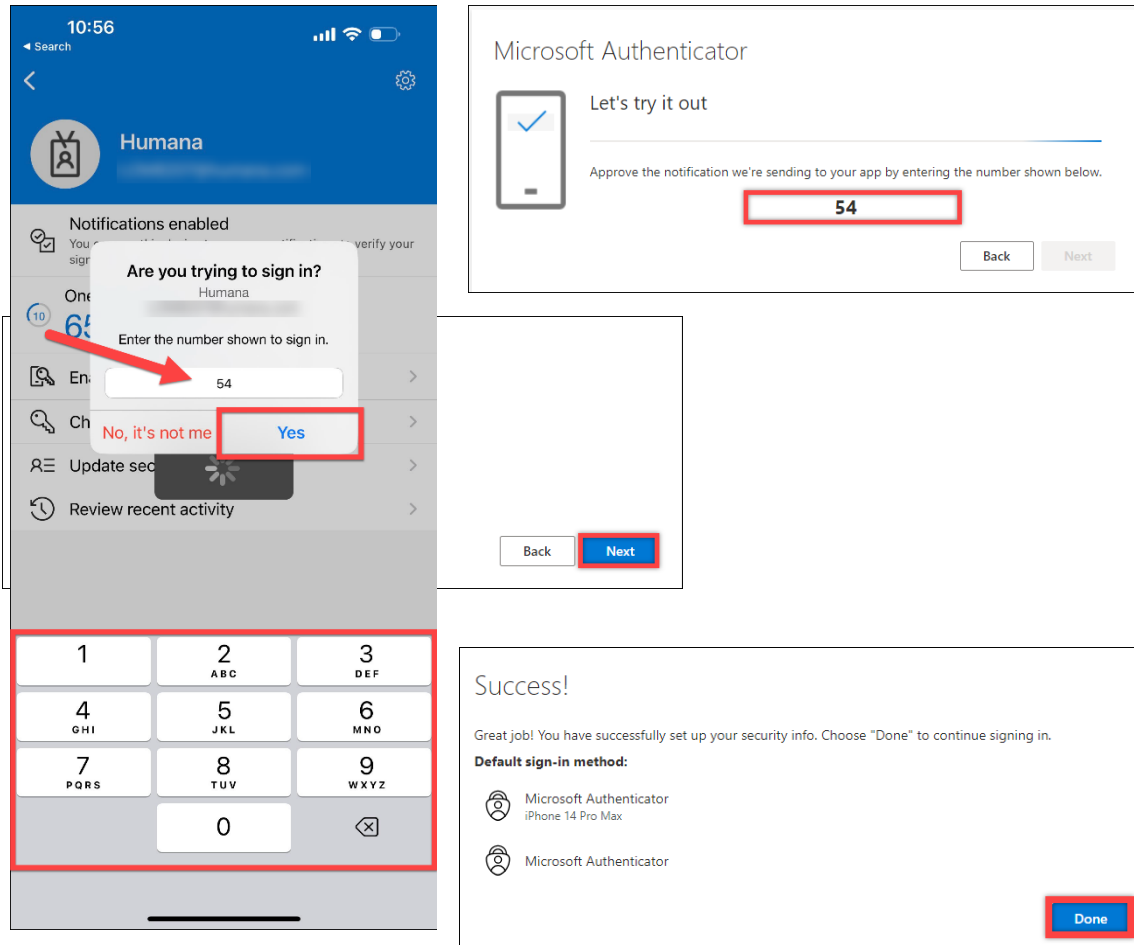 10:56
◄ Search
Humana
Notifications enabled
verify your
Are you trying to sign in?
Humana
Enter the number shown to sign in.
10
54
No, it's not me
Yes
Update sec
Review recent activity
1
2
ABC
3
DEF
4
GHI
5
JKL
6
MNO
7
PQRS
8
TUV
9
WXYZ
0
Microsoft Authenticator
Let's try it out
Approve the notification we're sending to your app by entering the number shown below.
54
Back
Next
Back
Next
Success!
Great job! You have successfully set up your security info. Choose "Done" to continue signing in.
Default sign-in method:
Microsoft Authenticator
iPhone 14 Pro Max
Microsoft Authenticator
Done